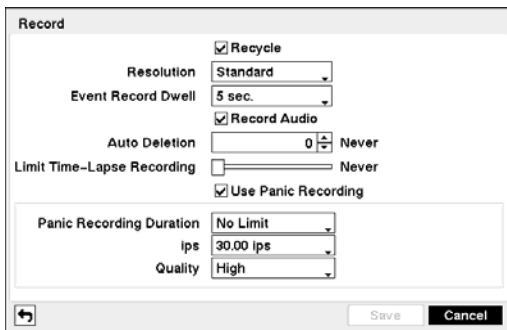 Record
Recycle
Resolution Standard
Event Record Dwell 5 sec.
Record Audio
Auto Deletion 0 Never
Limit Time-Lapse Recording Never
Use Panic Recording
Panic Recording Duration No Limit
ips 30.00 ips
Quality High
Save Cancel